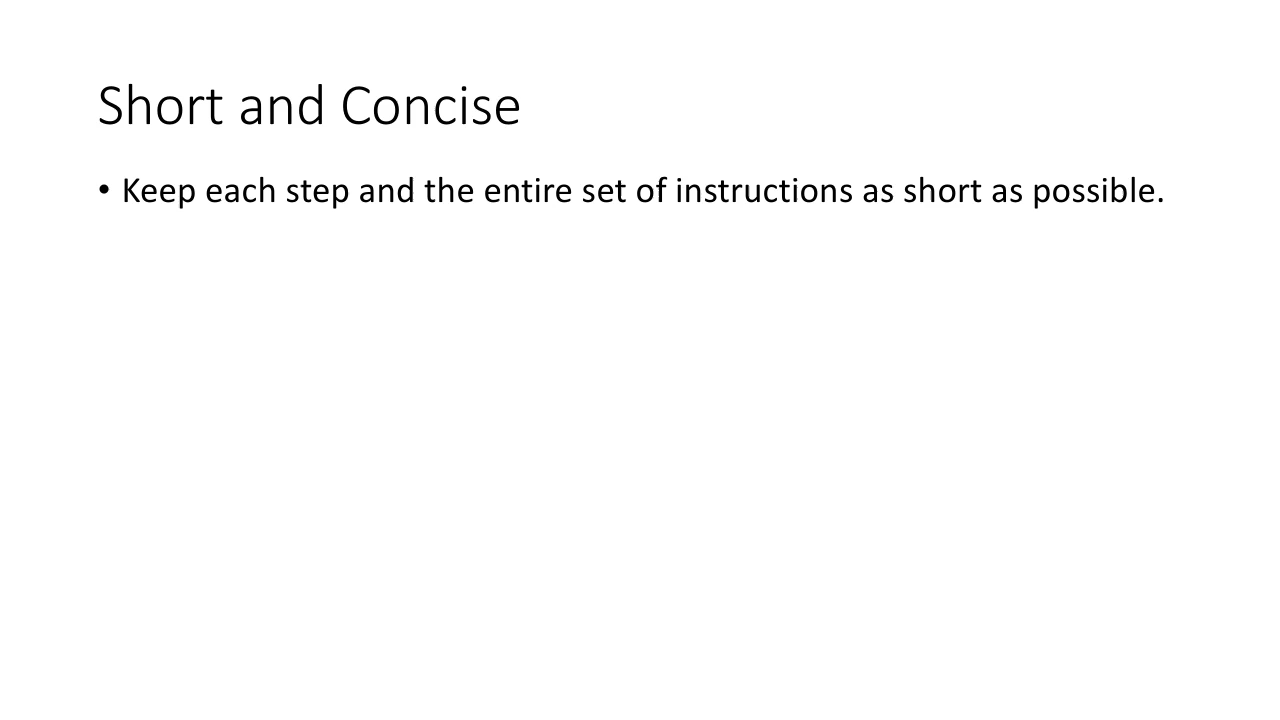 Short and Concise
• Keep each step and the entire set of instructions as short as possible.